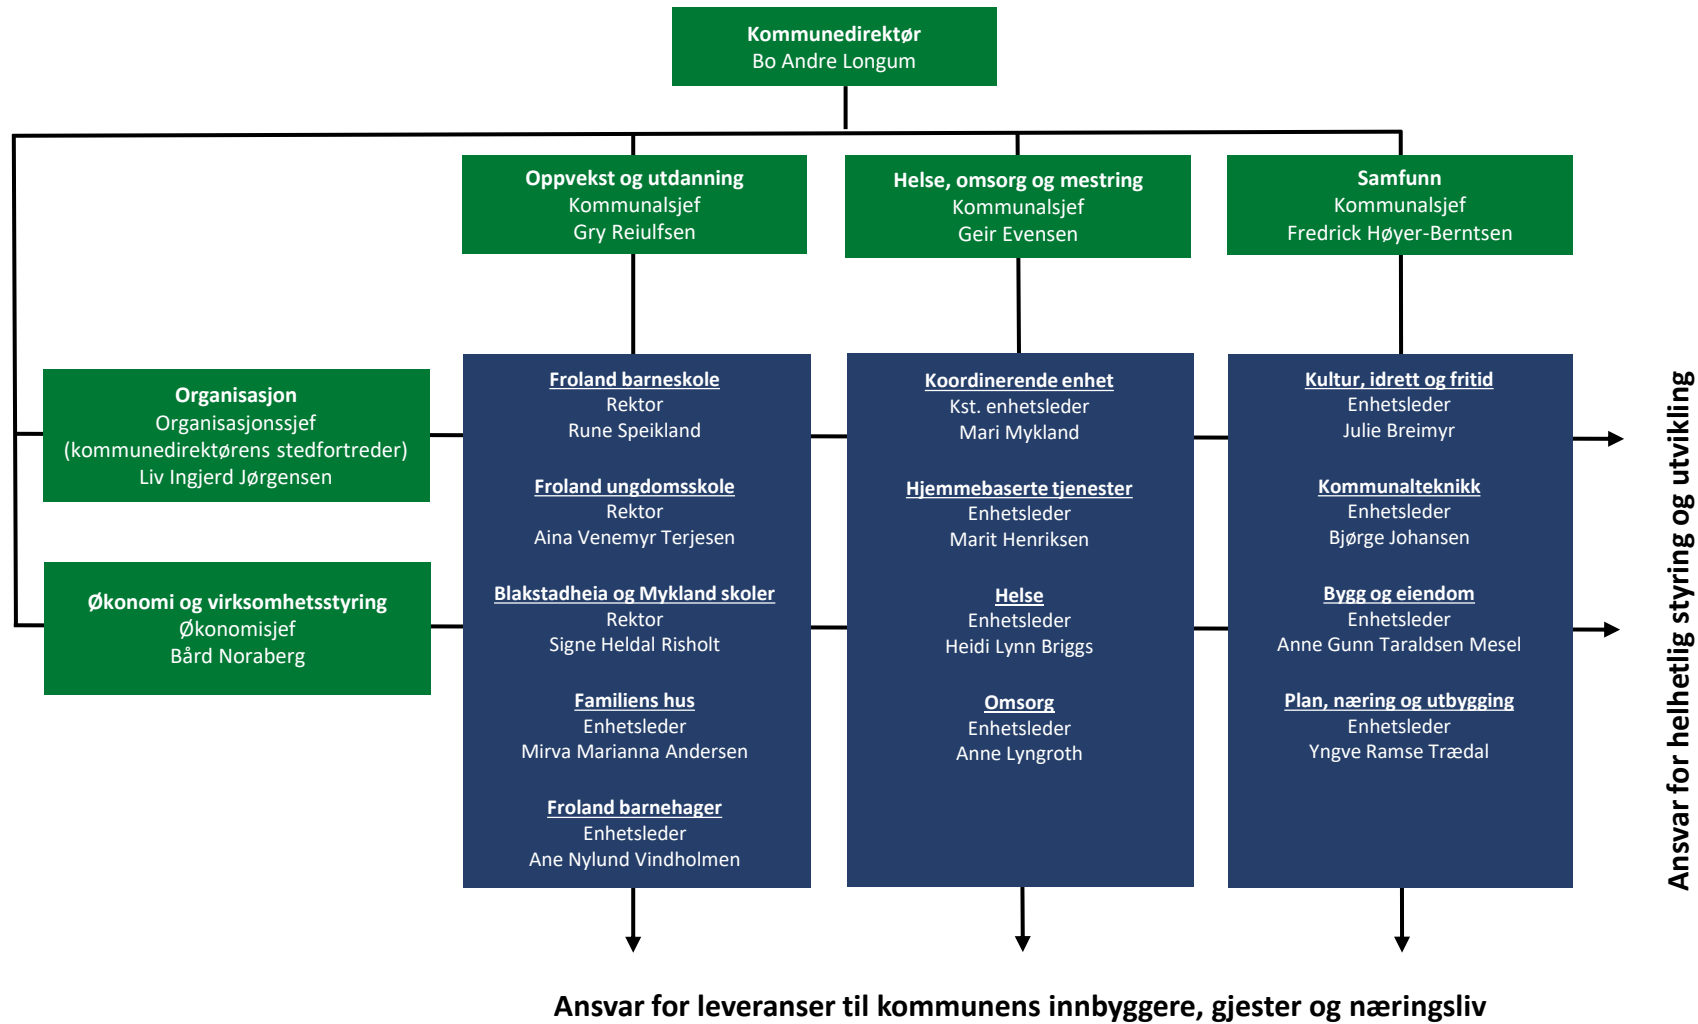 Kommunedirektør
Bo Andre Longum
Oppvekst og utdanning
Kommunalsjef
Gry Reiulfsen
Helse, omsorg og mestring
Kommunalsjef
Geir Evensen
Samfunn
Kommunalsjef
Fredrick Høyer-Berntsen
Organisasjon
Organisasjonssjef
(kommunedirektørens stedfortreder)
Liv Ingjerd Jørgensen
Økonomi og virksomhetsstyring
Økonomisjef
Bård Noraberg
Froland barneskole
Rektor
Rune Speikland
Froland ungdomsskole
Rektor
Aina Venemyr Terjesen
Blakstadheia og Mykland skoler
Rektor
Signe Heldal Risholt
Familiens hus
Enhetsleder
Mirva Marianna Andersen
Froland barnehager
Enhetsleder
Ane Nylund Vindholmen
Koordinerende enhet
Kst. enhetsleder
Mari Mykland
Hjemmebaserte tjenester
Enhetsleder
Marit Henriksen
Helse
Enhetsleder
Heidi Lynn Briggs
Omsorg
Enhetsleder
Anne Lyngroth
Kultur, idrett og fritid
Enhetsleder
Julie Breimyr
Kommunalteknikk
Enhetsleder
Bjørge Johansen
Bygg og eiendom
Enhetsleder
Anne Gunn Taraldsen Mesel
Plan, næring og utbygging
Enhetsleder
Yngve Ramse Trædal
Ansvar for helhetlig styring og utvikling
Ansvar for leveranser til kommunens innbyggere, gjester og næringsliv